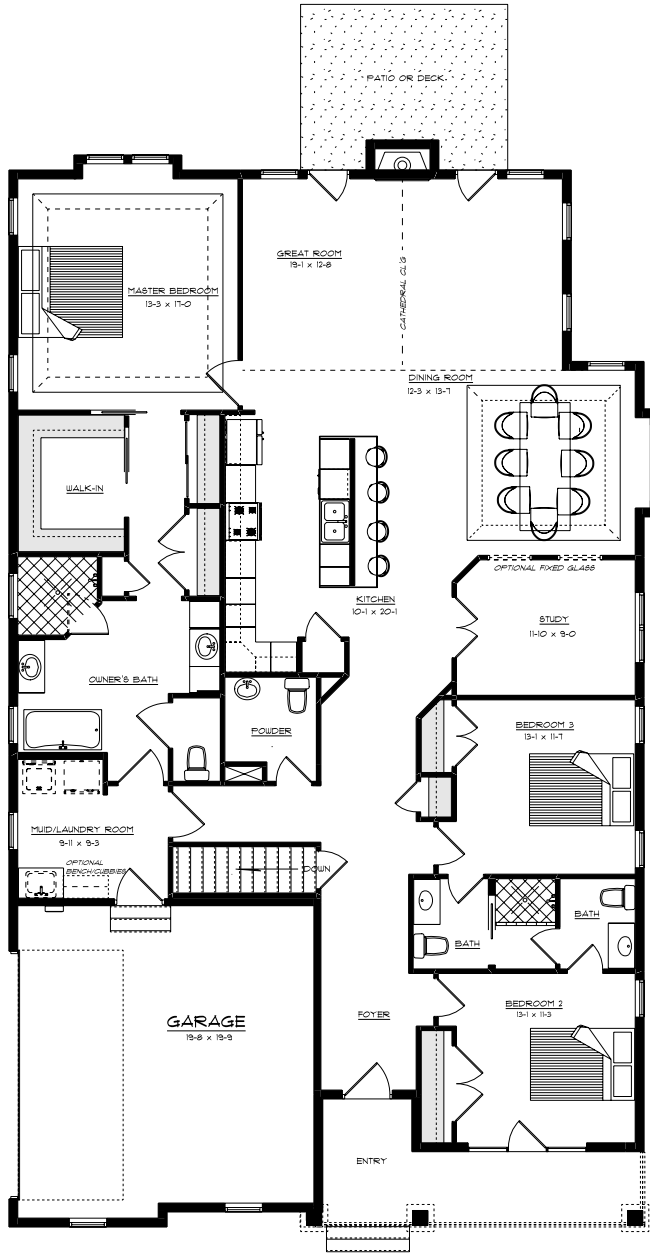 PATIO OR DECK
GREAT ROOM
19-1 x 12-8
CATHEDRAL CL'G
MASTER BEDROOM
13-3 x 17-0
DINING ROOM
12-3 x 13-7
WALK-IN
OPTIONAL FIXED GLASS
KITCHEN
10-1 x 20-1
STUDY
11-10 x 9-0
OWNER'S BATH
POWDER
BEDROOM 3
13-1 x 11-7
MUD/LAUNDRY ROOM
9-11 x 9-3
OPTIONAL
BENCH/CUBBIES
DOWN
BATH
BATH
BEDROOM 2
13-1 x 11-3
FOYER
GARAGE
19-8 x 19-9
ENTRY